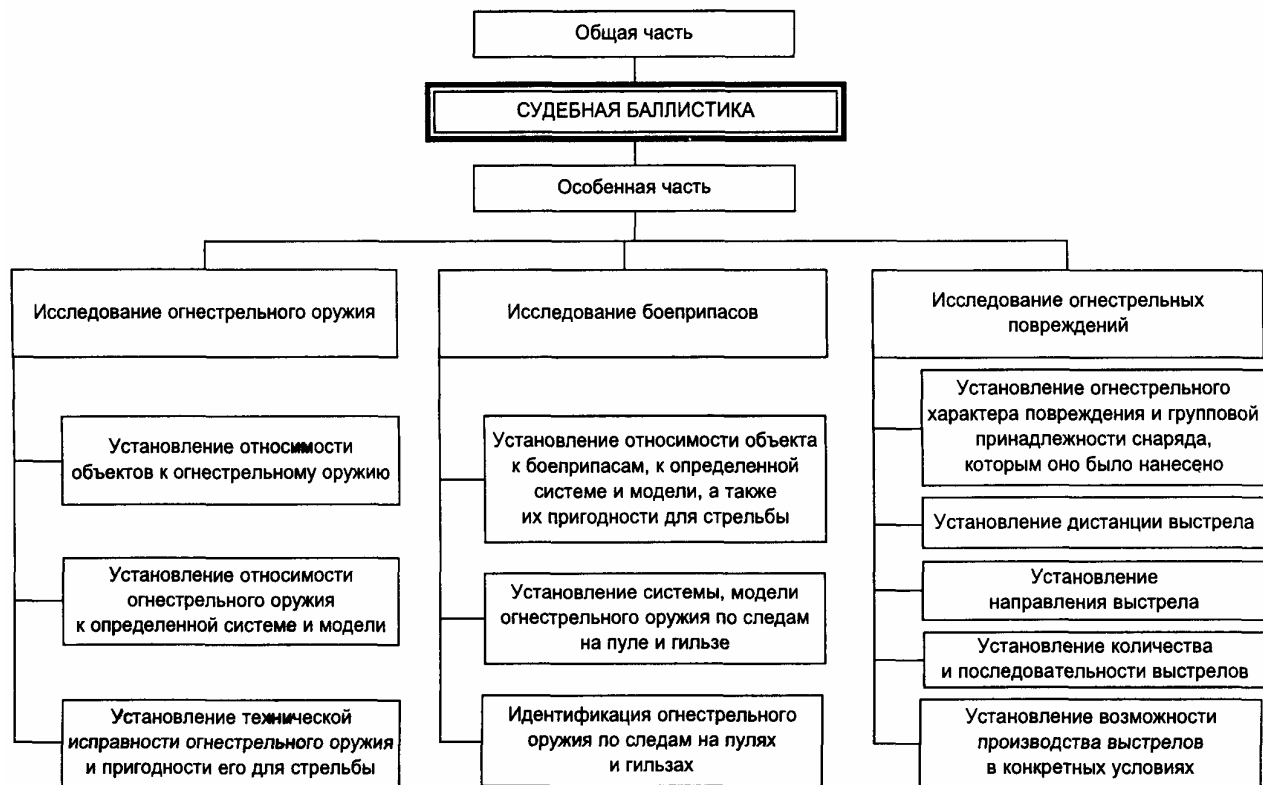 Общая часть
СУДЕБНАЯ БАЛЛИСТИКА
Особенная часть
Исследование огнестрельного оружия
Установление относимости
объектов к огнестрельному оружию
Установление относимости
огнестрельного оружия
к определенной системе и модели
Установление технической
исправности огнестрельного оружия
и пригодности его для стрельбы
Исследование боеприпасов
Установление относимости объекта
к боеприпасам, к определенной
системе и модели, а также
их пригодности для стрельбы
Установление системы, модели
огнестрельного оружия по следам
на пуле и гильзе
Идентификация огнестрельного
оружия по следам на пулях
и гильзах
Исследование огнестрельных
повреждений
Установление огнестрельного
характера повреждения и групповой
принадлежности снаряда,
которым оно было нанесено
Установление дистанции выстрела
Установление
направления выстрела
Установление количества
и последовательности выстрелов
Установление возможности
производства выстрелов
в конкретных условиях